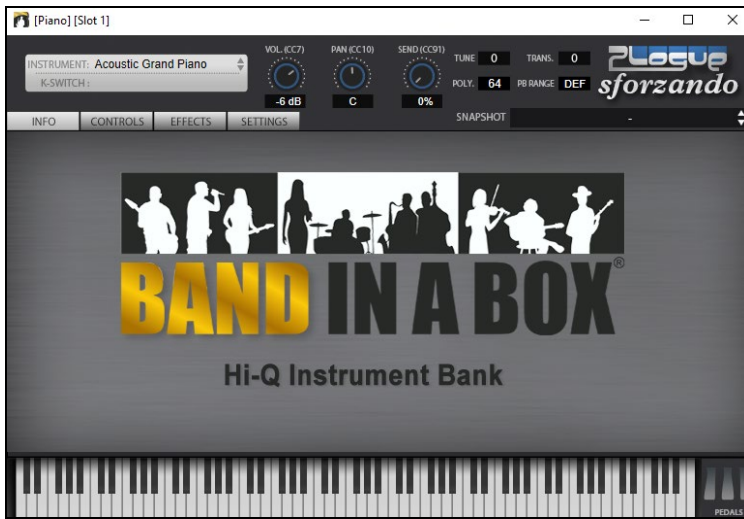 [Piano] [Slot 1]
INSTRUMENT: Acoustic Grand Piano
K-SWITCH :
VOL. (CC7)
-6 dB
PAN (CC10)
C
SEND (CC91)
0%
TUNE 0 TRANS. 0
POLY. 64 PB RANGE DEF
Plogue
sforzando
INFO CONTROLS EFFECTS SETTINGS
SNAPSHOT -
BAND IN A BOX®
Hi-Q Instrument Bank
PEDALS